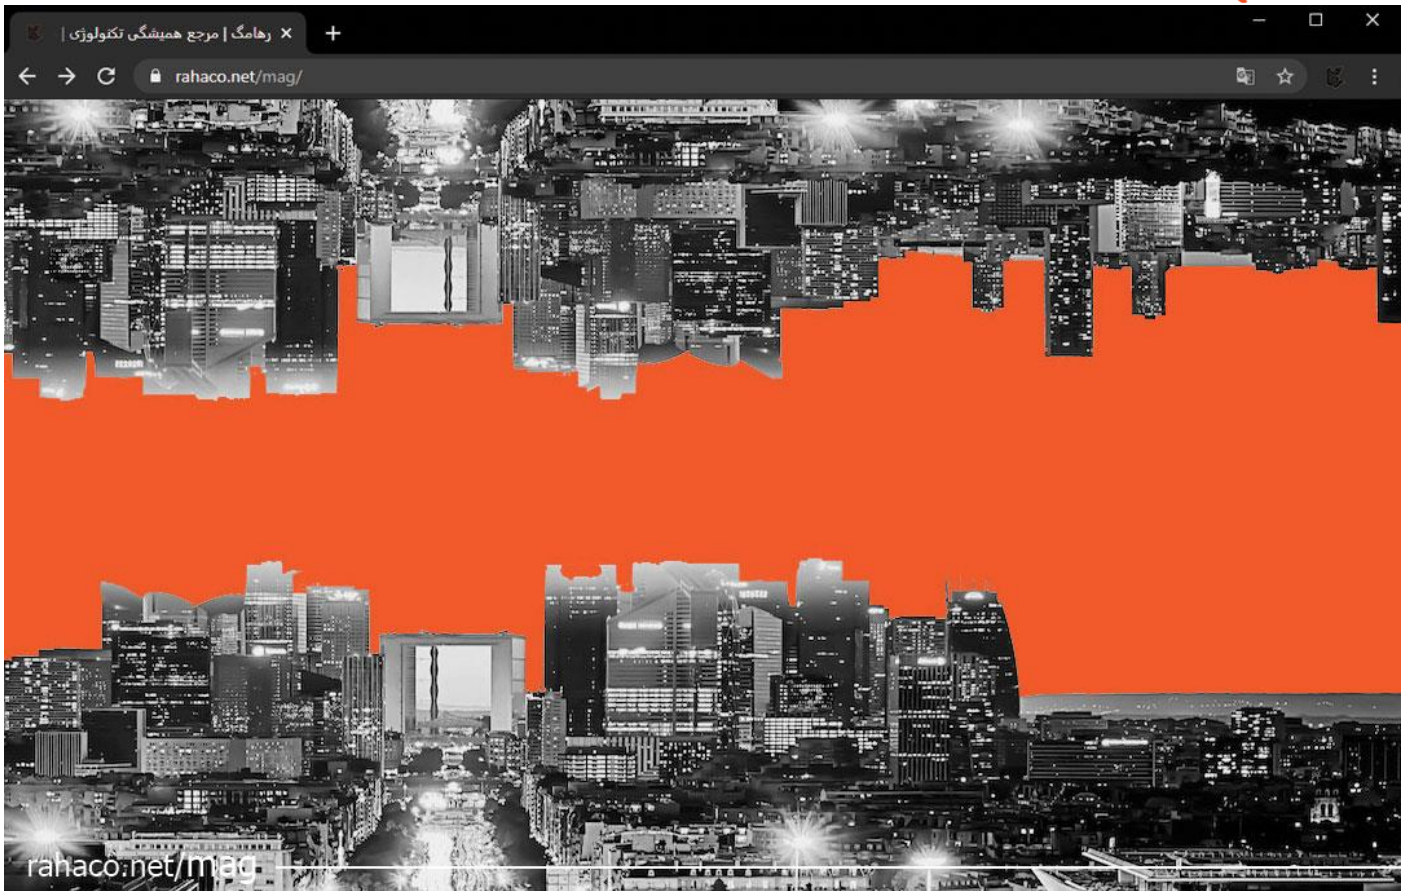 رهامگ | مرجع همیشگی تکنولوژی |
rahaco.net/mag/
rahaco.net/mag